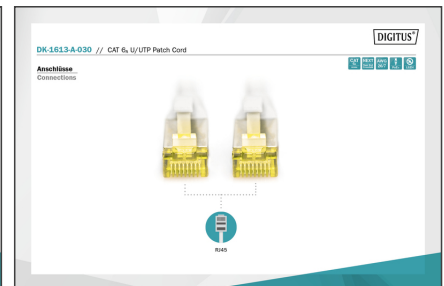 DIGITUS®
DK-1613-A-030 // CAT 6A U/UTP Patch Cord
Anschlüsse
Connections
RJ45